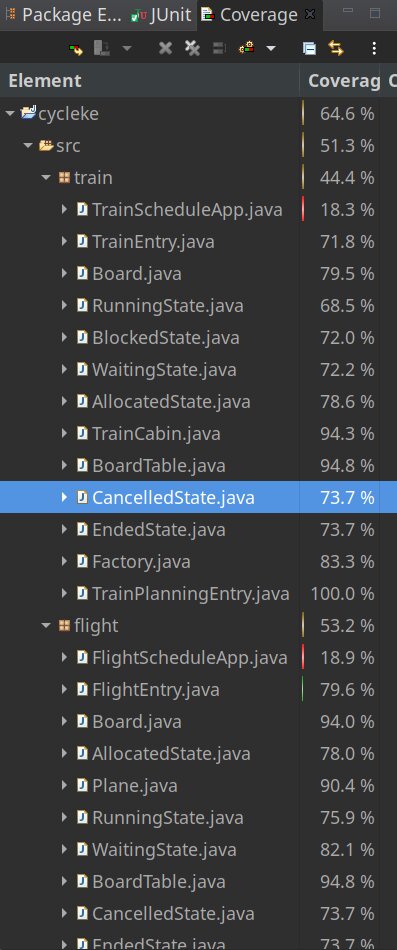 Package E... JUnit Coverage
Element Coverag C
cycleke 64.6 %
src 51.3 %
train 44.4 %
TrainScheduleApp.java 18.3 %
TrainEntry.java 71.8 %
Board.java 79.5 %
RunningState.java 68.5 %
BlockedState.java 72.0 %
WaitingState.java 72.2 %
AllocatedState.java 78.6 %
TrainCabin.java 94.3 %
BoardTable.java 94.8 %
CancelledState.java 73.7 %
EndedState.java 73.7 %
Factory.java 83.3 %
TrainPlanningEntry.java 100.0 %
flight 53.2 %
FlightScheduleApp.java 18.9 %
FlightEntry.java 79.6 %
Board.java 94.0 %
AllocatedState.java 78.0 %
Plane.java 90.4 %
RunningState.java 75.9 %
WaitingState.java 82.1 %
BoardTable.java 94.8 %
CancelledState.java 73.7 %
EndedState.java 73.7 %